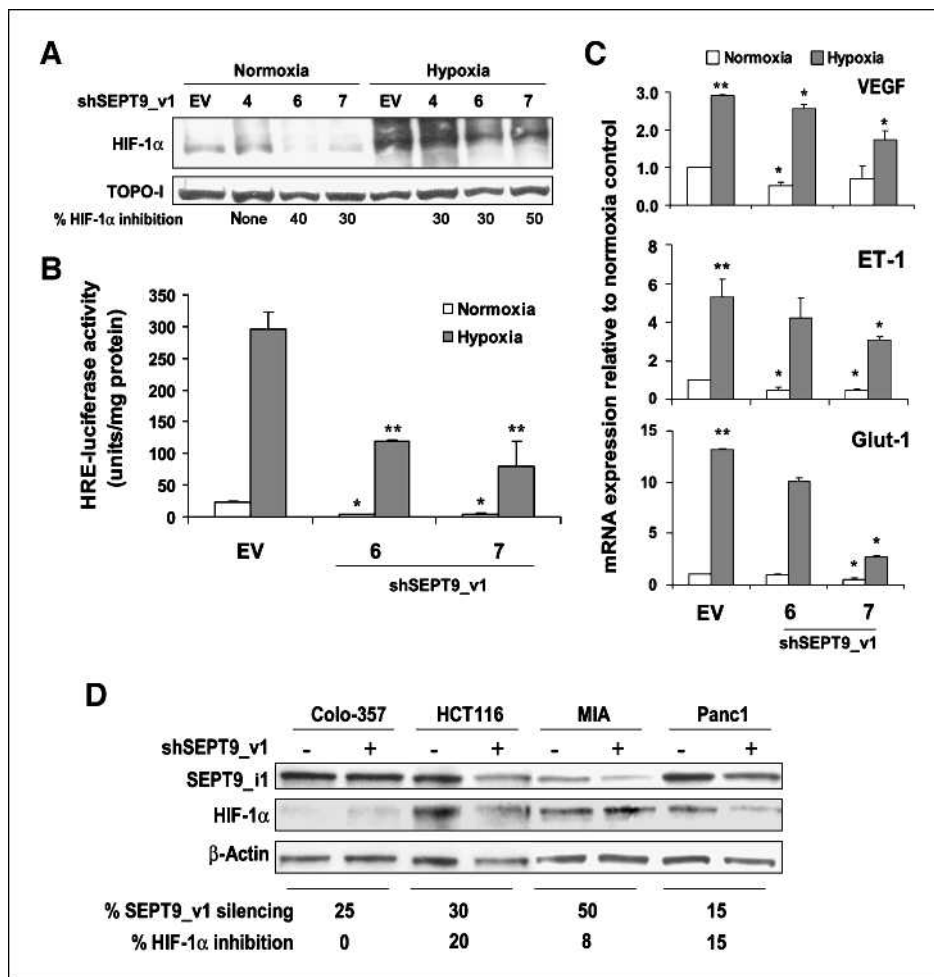 A
Normoxia Hypoxia
shSEPT9_v1 EV 4 6 7 EV 4 6 7
HIF-1α
TOPO-I
% HIF-1α inhibition None 40 30 30 30 50
B
HRE-luciferase activity
(units/mg protein)
350
300
250
200
150
100
50
0
Normoxia
Hypoxia
* ** * **
EV 6 7
shSEPT9_v1
C
Normoxia Hypoxia
mRNA expression relative to normoxia control
VEGF
4.0
3.0
2.0
1.0
0.0
** * * *
ET-1
8
6
4
2
0
** * * *
Glut-1
15
10
5
0
** * *
EV 6 7
shSEPT9_v1
D
Colo-357 HCT116 MIA Panc1
shSEPT9_v1 - + - + - + - +
SEPT9_i1
HIF-1α
β-Actin
% SEPT9_v1 silencing 25 30 50 15
% HIF-1α inhibition 0 20 8 15